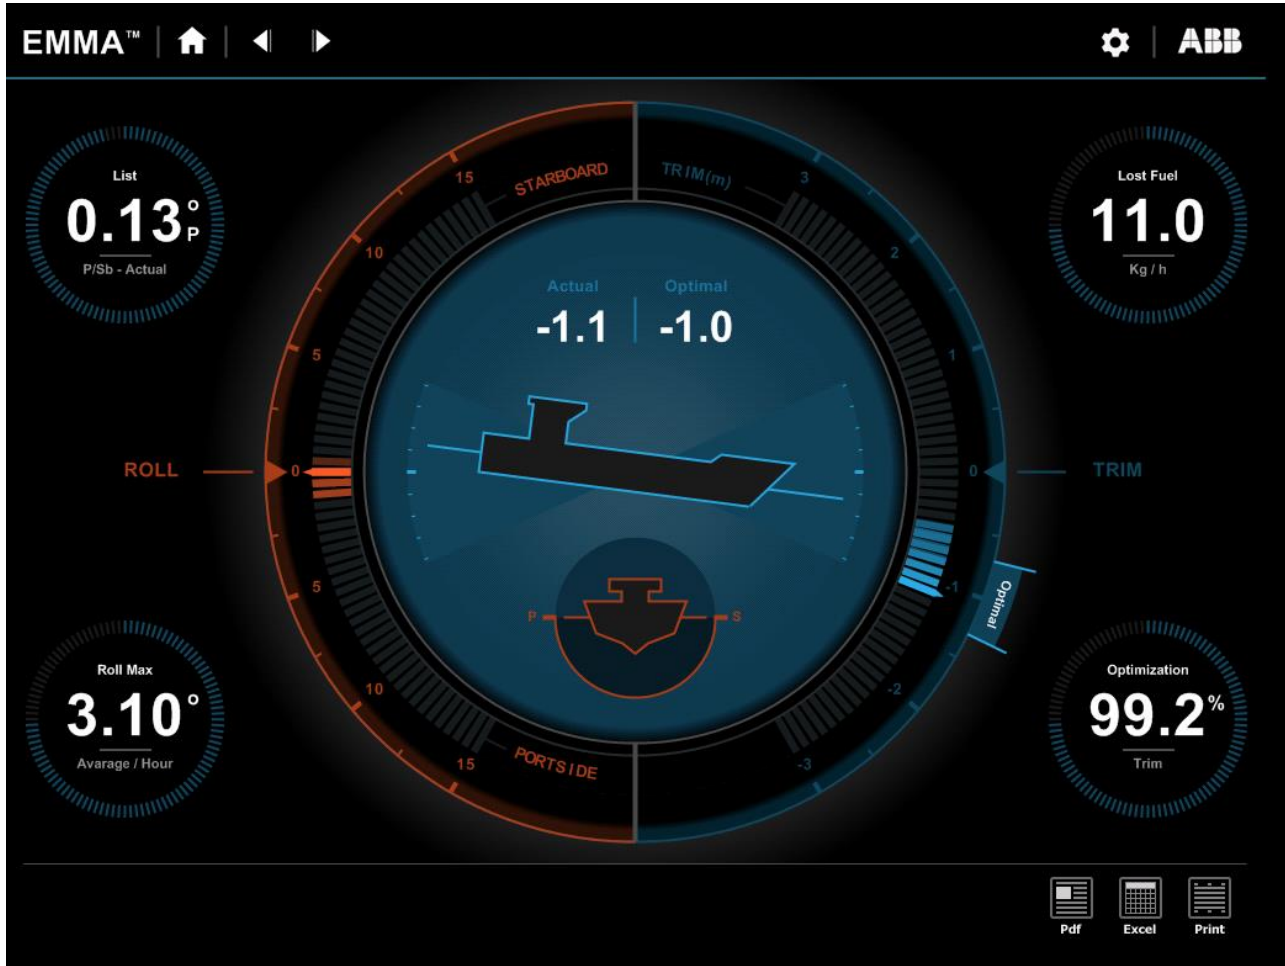 EMMA™
ABB
List
0.13° P
P/Sb - Actual
Lost Fuel
11.0
Kg / h
STARBOARD
TRIM(m)
15
10
5
0
5
10
15
3
2
1
0
-1
-2
-3
Actual
Optimal
-1.1
-1.0
ROLL
TRIM
Optimal
P
S
PORTSIDE
Roll Max
3.10°
Avarage / Hour
Optimization
99.2%
Trim
Pdf
Excel
Print